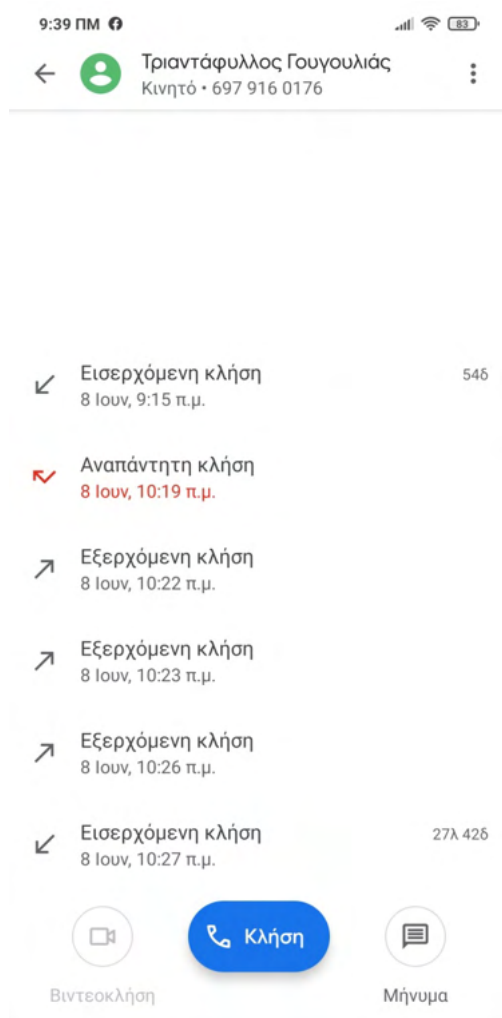 9:39 ΠΜ
83
Τριαντάφυλλος Γουγουλιάς
Κινητό • 697 916 0176
Εισερχόμενη κλήση
54δ
8 Ιουν, 9:15 π.μ.
Αναπάντητη κλήση
8 Ιουν, 10:19 π.μ.
Εξερχόμενη κλήση
8 Ιουν, 10:22 π.μ.
Εξερχόμενη κλήση
8 Ιουν, 10:23 π.μ.
Εξερχόμενη κλήση
8 Ιουν, 10:26 π.μ.
Εισερχόμενη κλήση
27λ 42δ
8 Ιουν, 10:27 π.μ.
Κλήση
Βιντεοκλήση
Μήνυμα